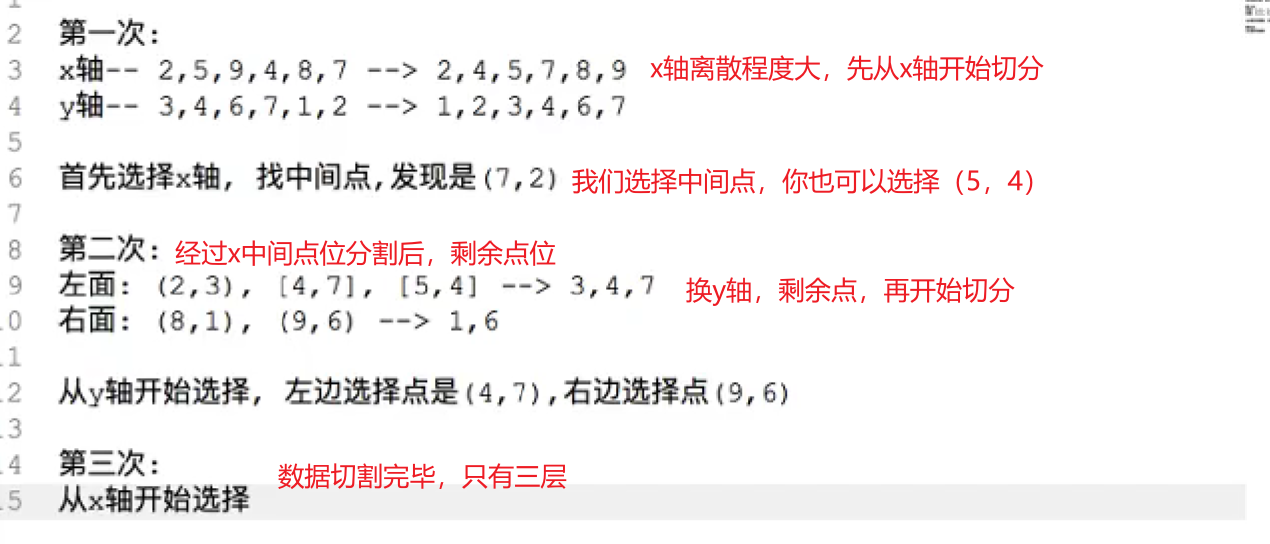 1
2 第一次:
3 x轴-- 2,5,9,4,8,7 --> 2,4,5,7,8,9 x轴离散程度大，先从x轴开始切分
4 y轴-- 3,4,6,7,1,2 --> 1,2,3,4,6,7
5
6 首先选择x轴, 找中间点,发现是(7,2) 我们选择中间点，你也可以选择（5，4）
7
8 第二次: 经过x中间点位分割后，剩余点位
9 左面: (2,3), [4,7], [5,4] --> 3,4,7 换y轴，剩余点，再开始切分
0 右面: (8,1), (9,6) --> 1,6
1
2 从y轴开始选择, 左边选择点是(4,7),右边选择点(9,6)
3
4 第三次: 数据切割完毕，只有三层
5 从x轴开始选择